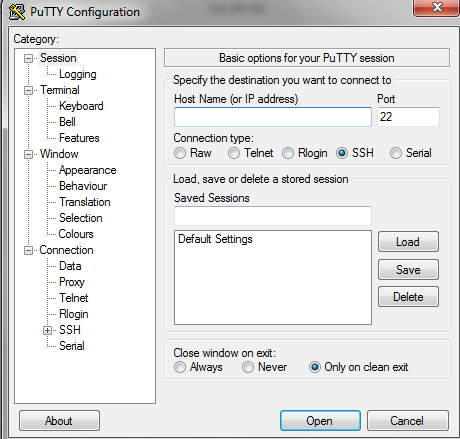 PuTTY Configuration
Category:
Session
Logging
Terminal
Keyboard
Bell
Features
Window
Appearance
Behaviour
Translation
Selection
Colours
Connection
Data
Proxy
Telnet
Rlogin
SSH
Serial
Basic options for your PuTTY session
Specify the destination you want to connect to
Host Name (or IP address) Port
22
Connection type:
Raw Telnet Rlogin SSH Serial
Load, save or delete a stored session
Saved Sessions
Default Settings
Load
Save
Delete
Close window on exit:
Always Never Only on clean exit
About Open Cancel